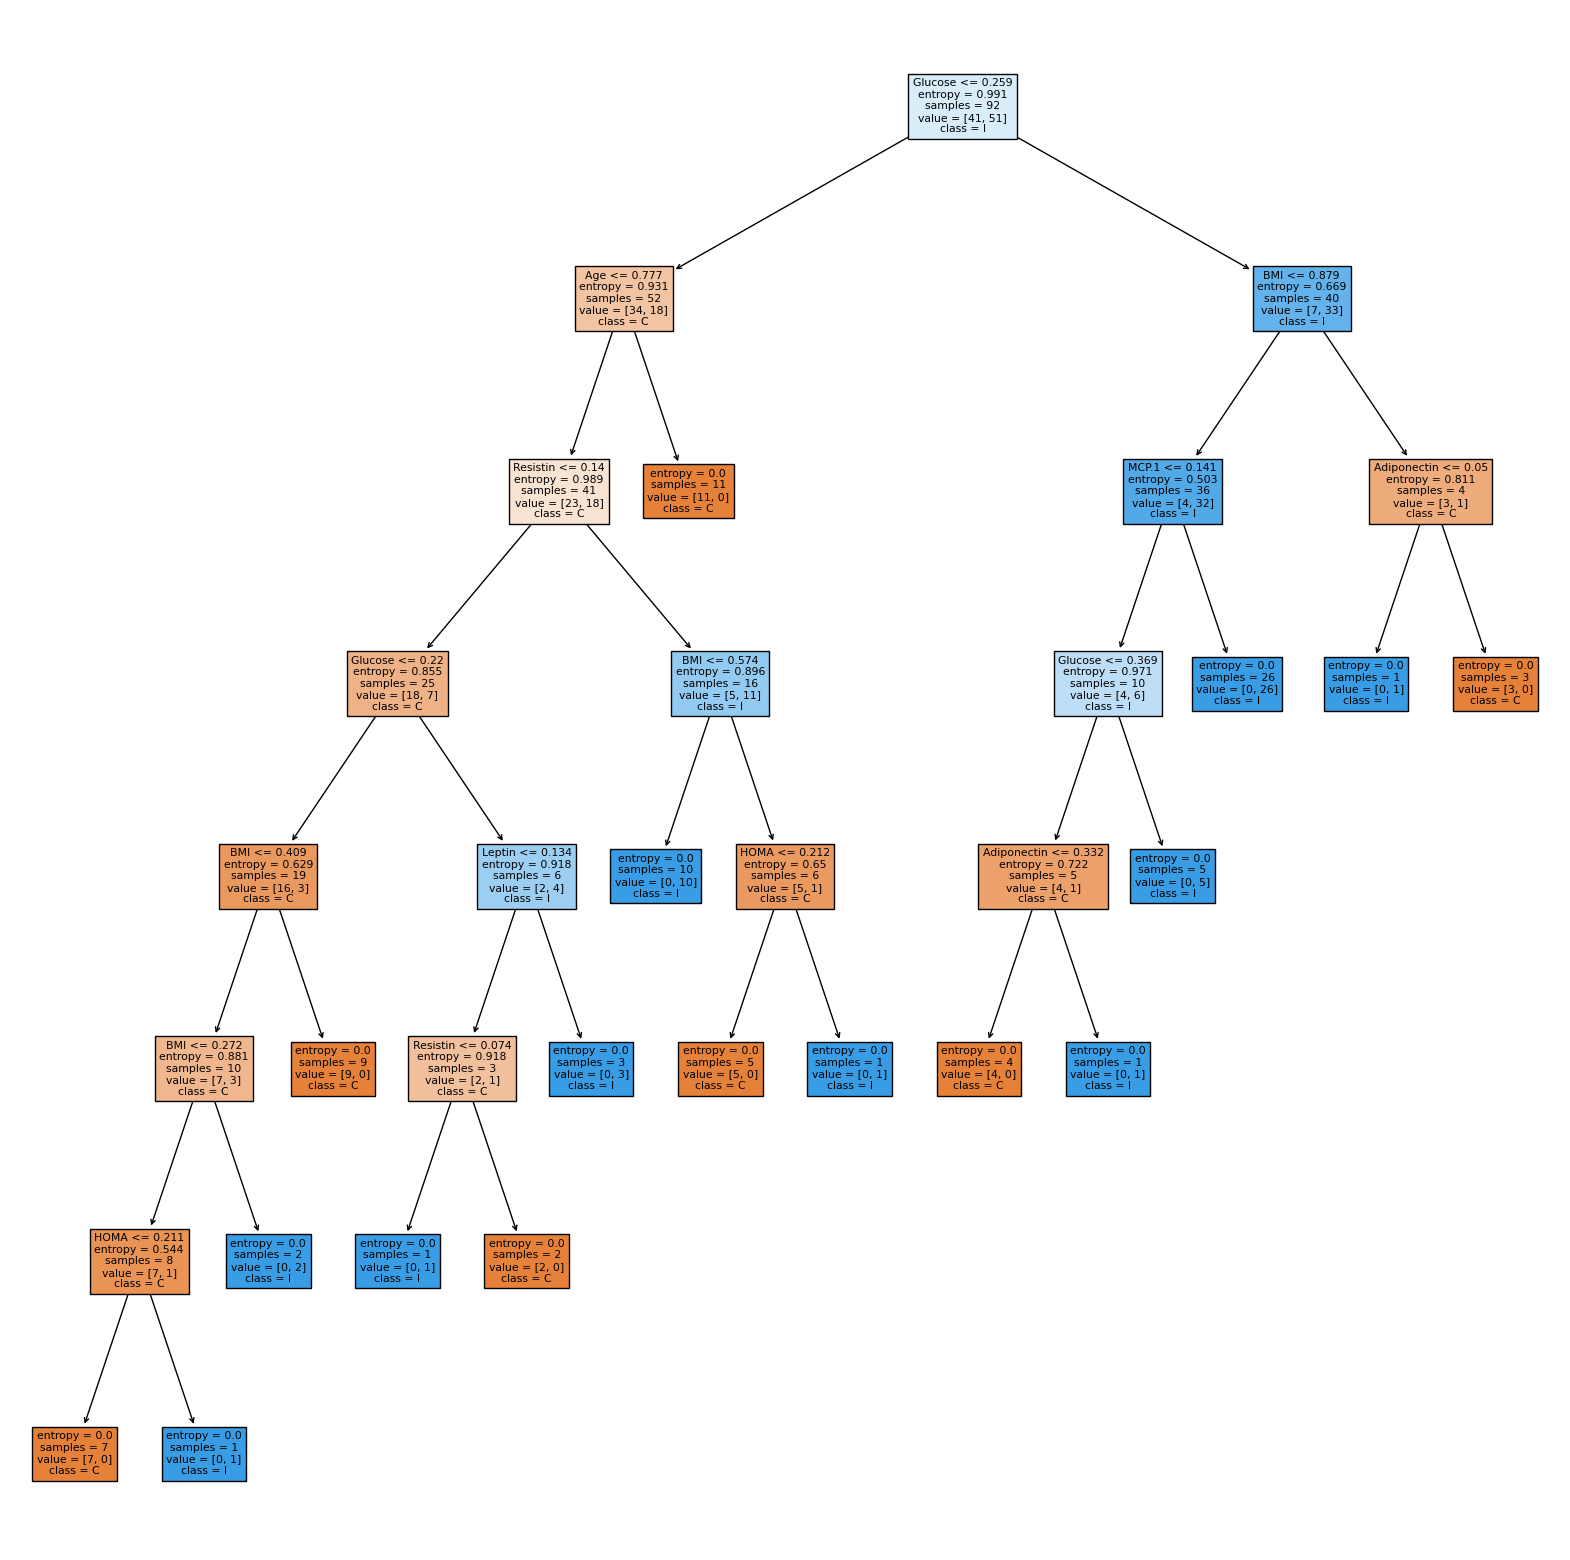 Glucose <= 0.259
entropy = 0.991
samples = 92
value = [41, 51]
class = I
Age <= 0.777
entropy = 0.931
samples = 52
value = [34, 18]
class = C
BMI <= 0.879
entropy = 0.669
samples = 40
value = [7, 33]
class = I
Resistin <= 0.14
entropy = 0.989
samples = 41
value = [23, 18]
class = C
entropy = 0.0
samples = 11
value = [11, 0]
class = C
MCP.1 <= 0.141
entropy = 0.503
samples = 36
value = [4, 32]
class = I
Adiponectin <= 0.05
entropy = 0.811
samples = 4
value = [3, 1]
class = C
Glucose <= 0.22
entropy = 0.855
samples = 25
value = [18, 7]
class = C
BMI <= 0.574
entropy = 0.896
samples = 16
value = [5, 11]
class = I
Glucose <= 0.369
entropy = 0.971
samples = 10
value = [4, 6]
class = I
entropy = 0.0
samples = 26
value = [0, 26]
class = I
entropy = 0.0
samples = 1
value = [0, 1]
class = I
entropy = 0.0
samples = 3
value = [3, 0]
class = C
BMI <= 0.409
entropy = 0.629
samples = 19
value = [16, 3]
class = C
Leptin <= 0.134
entropy = 0.918
samples = 6
value = [2, 4]
class = I
entropy = 0.0
samples = 10
value = [0, 10]
class = I
HOMA <= 0.212
entropy = 0.65
samples = 6
value = [5, 1]
class = C
Adiponectin <= 0.332
entropy = 0.722
samples = 5
value = [4, 1]
class = C
entropy = 0.0
samples = 5
value = [0, 5]
class = I
BMI <= 0.272
entropy = 0.881
samples = 10
value = [7, 3]
class = C
entropy = 0.0
samples = 9
value = [9, 0]
class = C
Resistin <= 0.074
entropy = 0.918
samples = 3
value = [2, 1]
class = C
entropy = 0.0
samples = 3
value = [0, 3]
class = I
entropy = 0.0
samples = 5
value = [5, 0]
class = C
entropy = 0.0
samples = 1
value = [0, 1]
class = I
entropy = 0.0
samples = 4
value = [4, 0]
class = C
entropy = 0.0
samples = 1
value = [0, 1]
class = I
HOMA <= 0.211
entropy = 0.544
samples = 8
value = [7, 1]
class = C
entropy = 0.0
samples = 2
value = [0, 2]
class = I
entropy = 0.0
samples = 1
value = [0, 1]
class = I
entropy = 0.0
samples = 2
value = [2, 0]
class = C
entropy = 0.0
samples = 7
value = [7, 0]
class = C
entropy = 0.0
samples = 1
value = [0, 1]
class = I